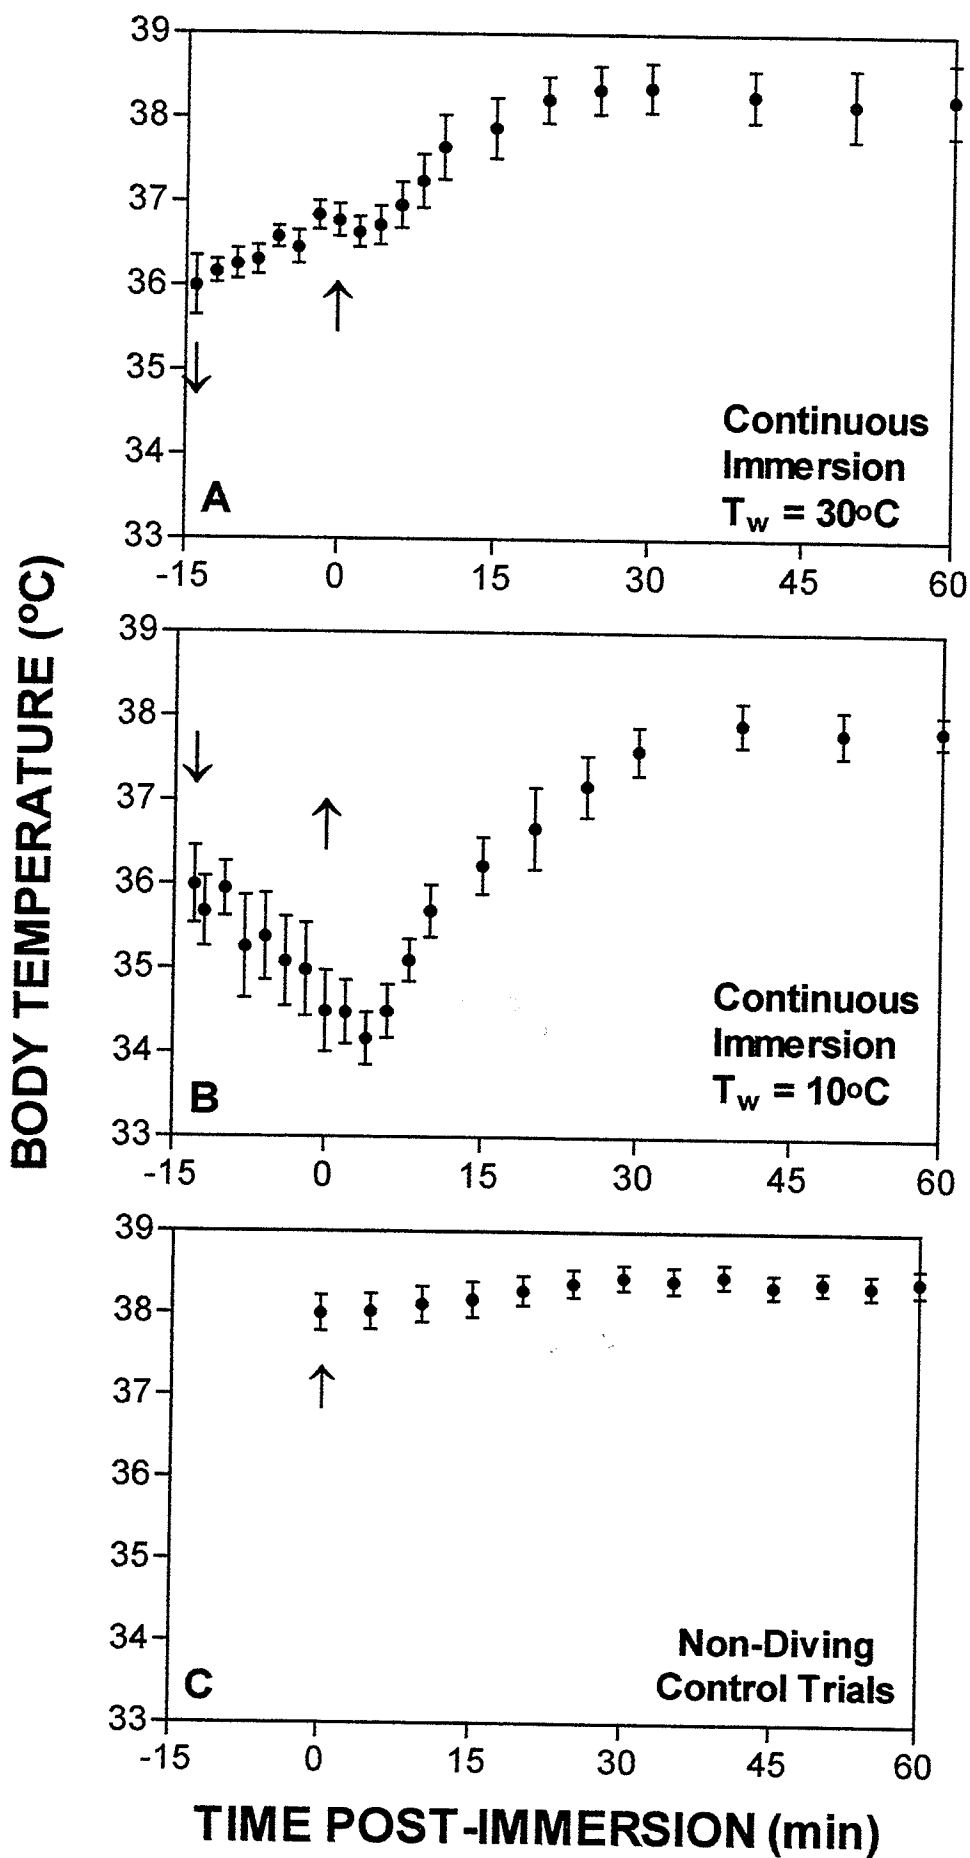 BODY TEMPERATURE (ºC)
39
38
37
36
35
34
33
A
Continuous
Immersion
Tw = 30ºC
-15 0 15 30 45 60
39
38
37
36
35
34
33
B
Continuous
Immersion
Tw = 10ºC
-15 0 15 30 45 60
39
38
37
36
35
34
33
C
Non-Diving
Control Trials
-15 0 15 30 45 60
TIME POST-IMMERSION (min)